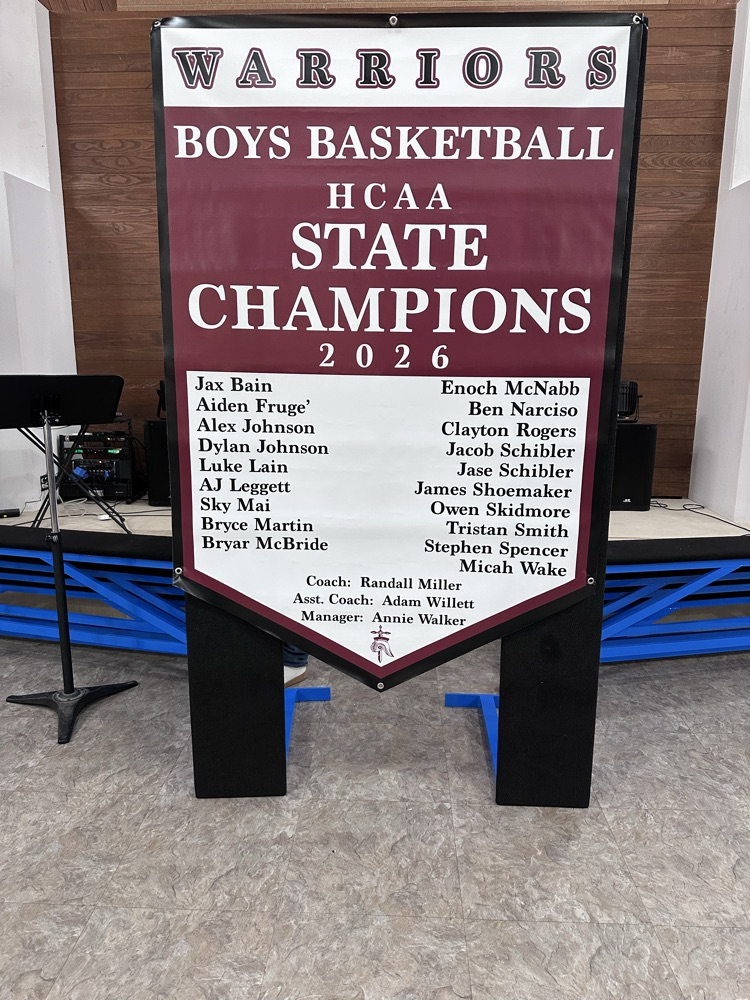 WARRIORS
BOYS BASKETBALL
HCAA
STATE
CHAMPIONS
2026
Jax Bain
Aiden Fruge'
Alex Johnson
Dylan Johnson
Luke Lain
AJ Leggett
Sky Mai
Bryce Martin
Bryar McBride
Enoch McNabb
Ben Narciso
Clayton Rogers
Jacob Schibler
Jase Schibler
James Shoemaker
Owen Skidmore
Tristan Smith
Stephen Spencer
Micah Wake
Coach: Randall Miller
Asst. Coach: Adam Willett
Manager: Annie Walker